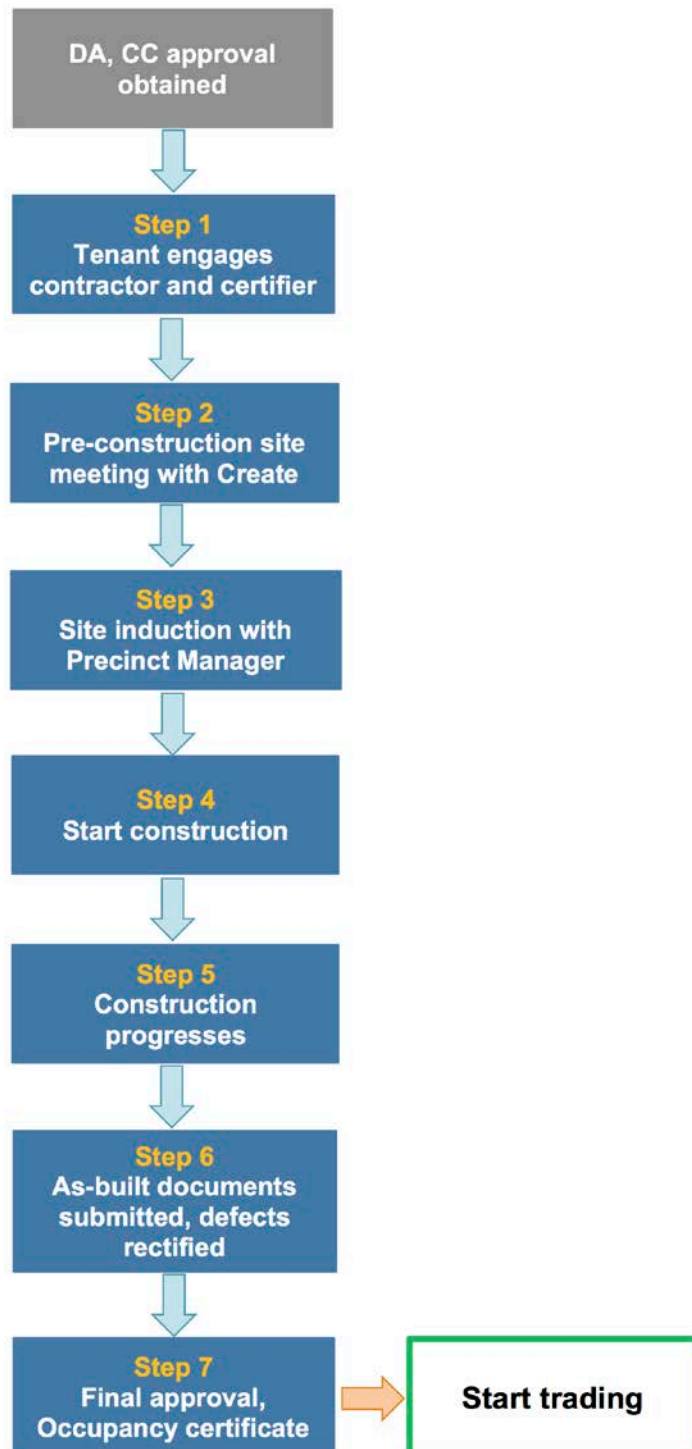 DA, CC approval
obtained
Step 1
Tenant engages
contractor and certifier
Step 2
Pre-construction site
meeting with Create
Step 3
Site induction with
Precinct Manager
Step 4
Start construction
Step 5
Construction
progresses
Step 6
As-built documents
submitted, defects
rectified
Step 7
Final approval,
Occupancy certificate
Start trading